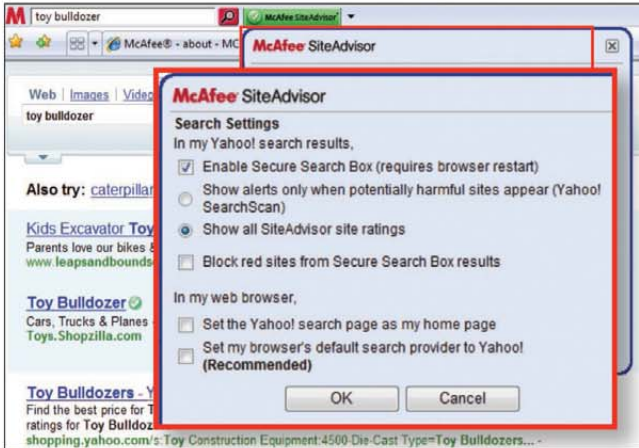 M toy bulldozer McAfee SiteAdvisor
McAfee® - about - MC
McAfee SiteAdvisor
Web | Images | Video
toy bulldozer
McAfee SiteAdvisor
Search Settings
In my Yahoo! search results,
Enable Secure Search Box (requires browser restart)
Show alerts only when potentially harmful sites appear (Yahoo!
SearchScan)
Show all SiteAdvisor site ratings
Block red sites from Secure Search Box results
In my web browser,
Set the Yahoo! search page as my home page
Set my browser's default search provider to Yahoo!
(Recommended)
OK Cancel
Also try: caterpillar
Kids Excavator Toy
Parents love our bikes &
www.leapsandbounds
Toy Bulldozer
Cars, Trucks & Planes -
Toys.Shopzilla.com
Toy Bulldozers - Y
Find the best price for T
ratings for Toy Bulldoz
shopping.yahoo.com/s:Toy Construction Equipment:4500-Die-Cast Type=Toy Bulldozers... -